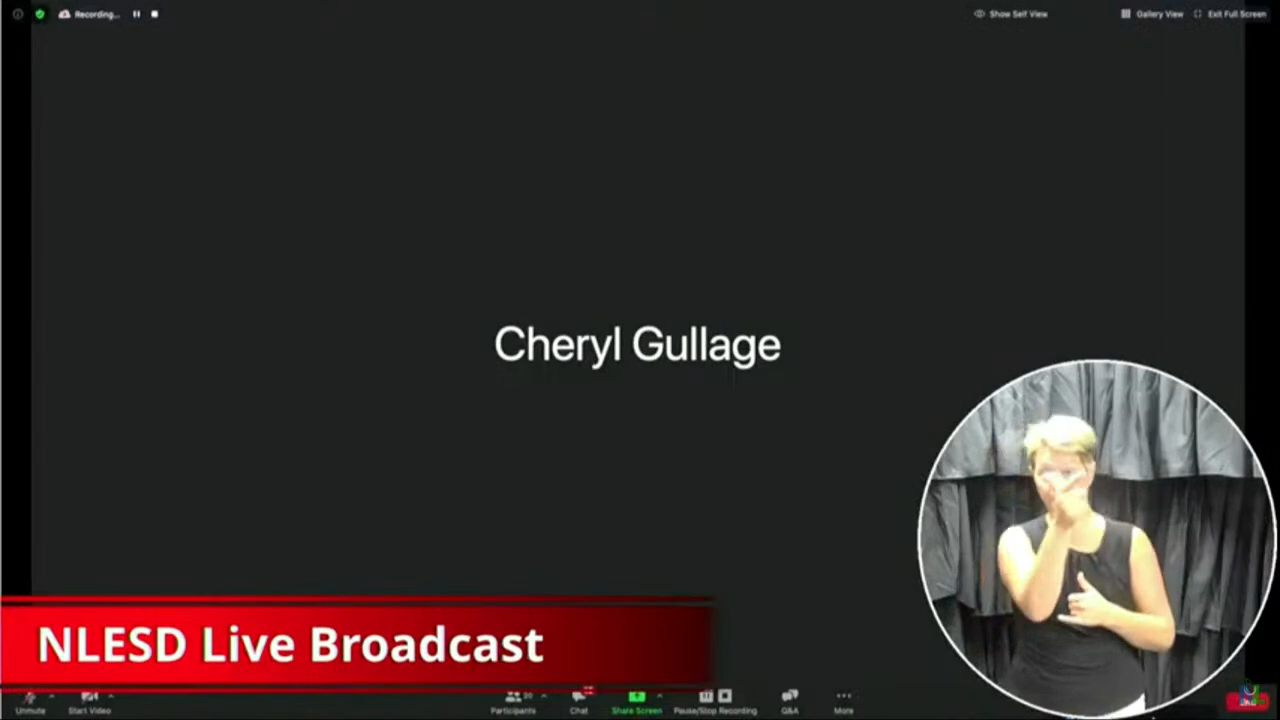 Recording...
Show Self View
Gallery View
Exit Full Screen
Cheryl Gullage
NLESD Live Broadcast
Unmute
Start Video
Participants
Chat
Share Screen
Pause/Stop Recording
Q&A
More